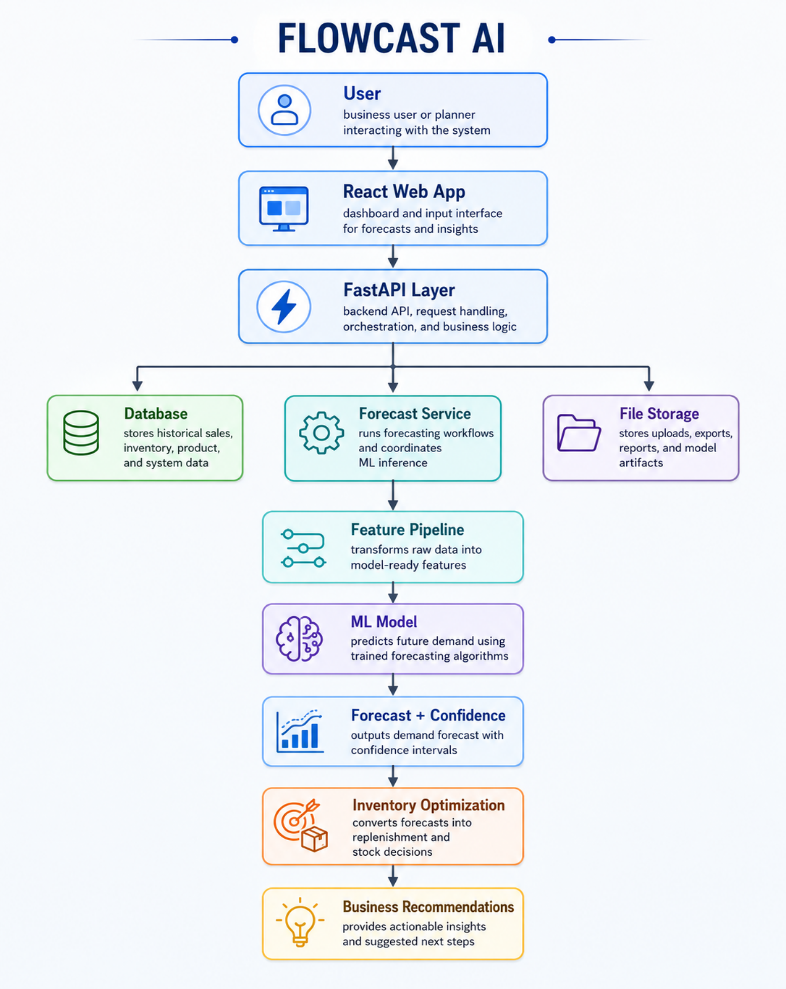 FLOWCAST AI
User
business user or planner
interacting with the system
React Web App
dashboard and input interface
for forecasts and insights
FastAPI Layer
backend API, request handling,
orchestration, and business logic
Database
stores historical sales,
inventory, product,
and system data
Forecast Service
runs forecasting workflows
and coordinates
ML inference
File Storage
stores uploads, exports,
reports, and model
artifacts
Feature Pipeline
transforms raw data into
model-ready features
ML Model
predicts future demand using
trained forecasting algorithms
Forecast + Confidence
outputs demand forecast with
confidence intervals
Inventory Optimization
converts forecasts into
replenishment and
stock decisions
Business Recommendations
provides actionable insights
and suggested next steps